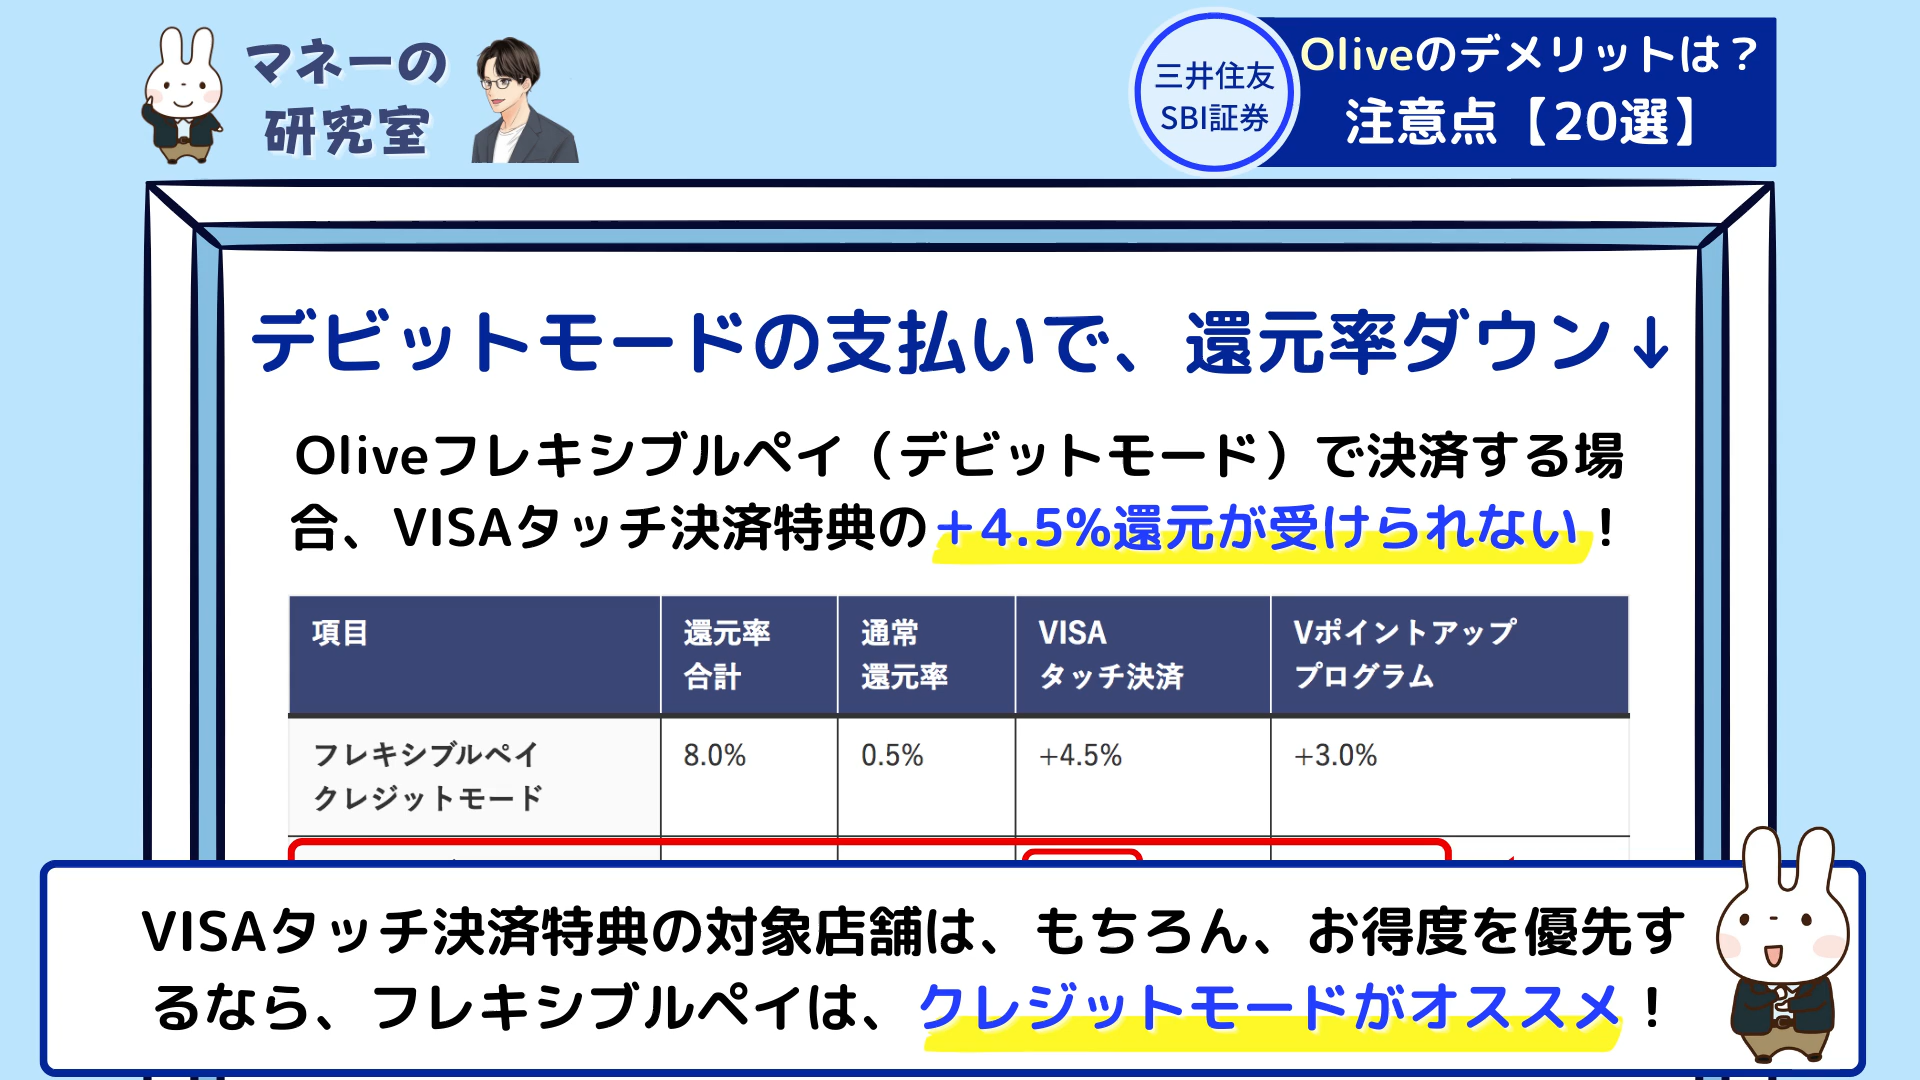 マネーの
研究室
三井住友
SBI証券
Oliveのデメリットは？
注意点【20選】
デビットモードの支払いで、還元率ダウン↓
Oliveフレキシブルペイ（デビットモード）で決済する場
合、VISAタッチ決済特典の＋4.5%還元が受けられない！
項目
還元率
合計
通常
還元率
VISA
タッチ決済
Vポイントアップ
プログラム
フレキシブルペイ
クレジットモード
8.0%
0.5%
+4.5%
+3.0%
VISAタッチ決済特典の対象店舗は、もちろん、お得度を優先す
るなら、フレキシブルペイは、クレジットモードがオススメ！